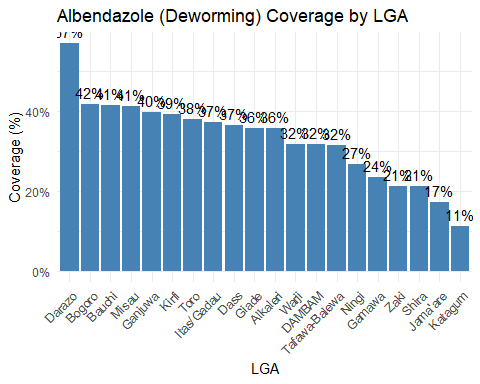 Albendazole (Deworming) Coverage by LGA
57%
42%
41%
41%
40%
39%
38%
37%
37%
36%
36%
32%
32%
32%
27%
24%
21%
21%
17%
11%
Coverage (%)
40%
20%
0%
Darazo
Bogoro
Bauchi
Misau
Ganjuwa
Kirfi
Toro
Itas/Gadau
Dass
Giade
Alkaleri
Warji
DAMBAM
Tafawa-Balewa
Ningi
Gamawa
Zaki
Shira
Jama'are
Katagum
LGA